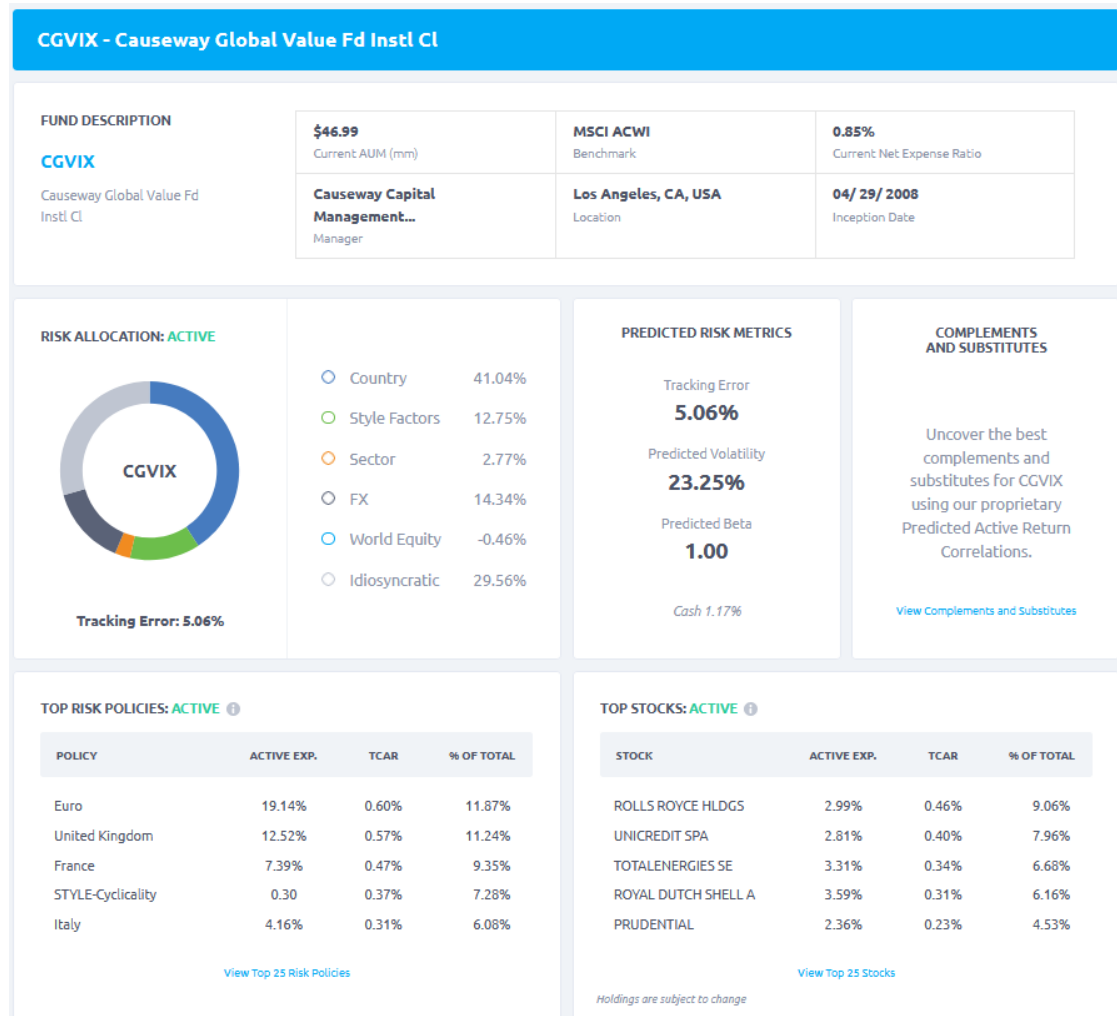 CGVIX - Causeway Global Value Fd Instl Cl
FUND DESCRIPTION
CGVIX
Causeway Global Value Fd
Instl Cl
$46.99
Current AUM (mm)
MSCI ACWI
Benchmark
0.85%
Current Net Expense Ratio
Causeway Capital
Management...
Manager
Los Angeles, CA, USA
Location
04/ 29/ 2008
Inception Date
RISK ALLOCATION: ACTIVE
CGVIX
Tracking Error: 5.06%
Country 41.04%
Style Factors 12.75%
Sector 2.77%
FX 14.34%
World Equity -0.46%
Idiosyncratic 29.56%
PREDICTED RISK METRICS
Tracking Error
5.06%
Predicted Volatility
23.25%
Predicted Beta
1.00
Cash 1.17%
COMPLEMENTS
AND SUBSTITUTES
Uncover the best
complements and
substitutes for CGVIX
using our proprietary
Predicted Active Return
Correlations.
View Complements and Substitutes
TOP RISK POLICIES: ACTIVE i
POLICY ACTIVE EXP. TCAR % OF TOTAL
Euro 19.14% 0.60% 11.87%
United Kingdom 12.52% 0.57% 11.24%
France 7.39% 0.47% 9.35%
STYLE-Cyclicality 0.30 0.37% 7.28%
Italy 4.16% 0.31% 6.08%
View Top 25 Risk Policies
TOP STOCKS: ACTIVE i
STOCK ACTIVE EXP. TCAR % OF TOTAL
ROLLS ROYCE HLDGS 2.99% 0.46% 9.06%
UNICREDIT SPA 2.81% 0.40% 7.96%
TOTALENERGIES SE 3.31% 0.34% 6.68%
ROYAL DUTCH SHELL A 3.59% 0.31% 6.16%
PRUDENTIAL 2.36% 0.23% 4.53%
View Top 25 Stocks
Holdings are subject to change